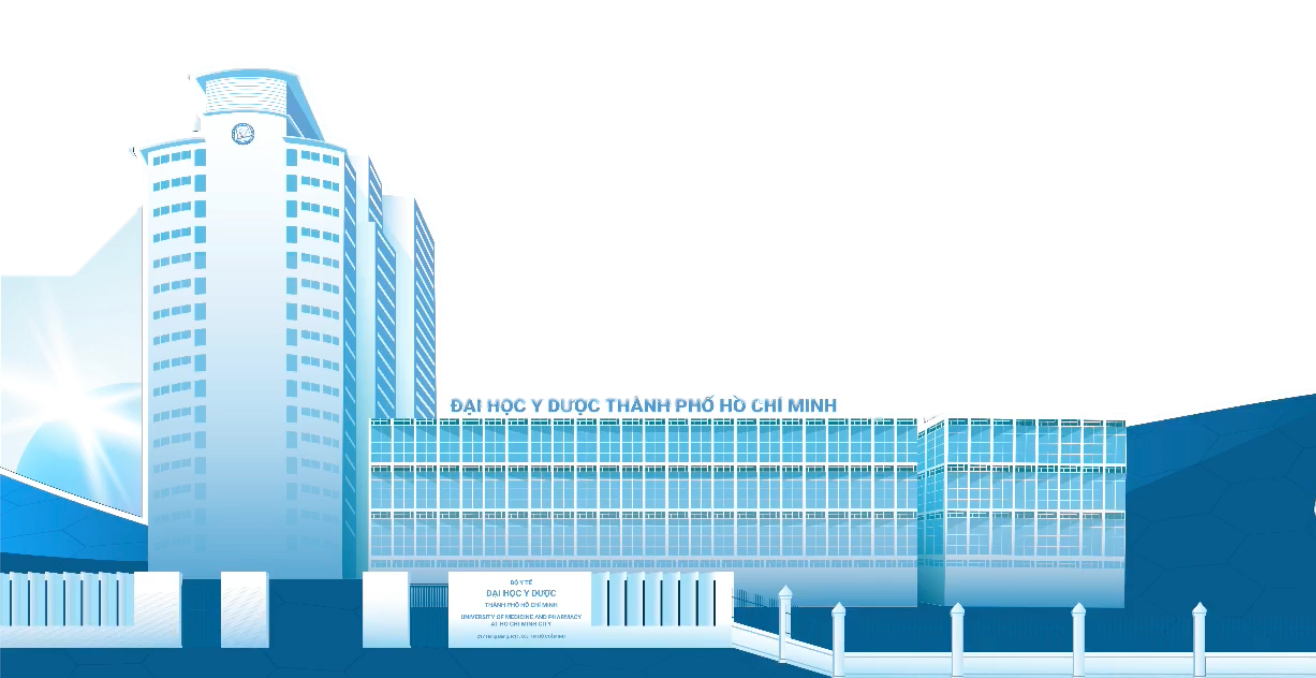 ĐẠI HỌC Y DƯỢC THÀNH PHỐ HỒ CHÍ MINH
BỘ Y TẾ
ĐẠI HỌC Y DƯỢC
THÀNH PHỐ HỒ CHÍ MINH
UNIVERSITY OF MEDICINE AND PHARMACY
AT HO CHI MINH CITY